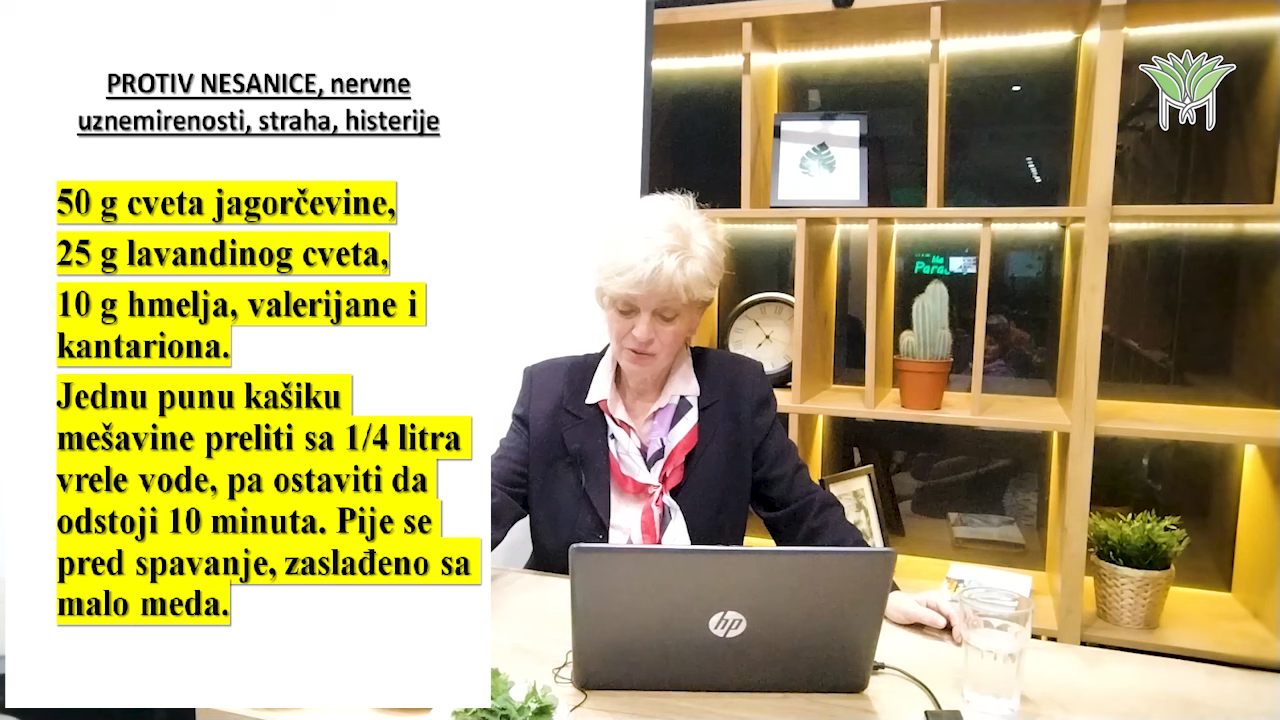 PROTIV NESANICE, nervne
uznemirenosti, straha, histerije
50 g cveta jagorčevine,
25 g lavandinog cveta,
10 g hmelja, valerijane i
kantariona.
Jednu punu kašiku
mešavine preliti sa 1/4 litra
vrele vode, pa ostaviti da
odstoji 10 minuta. Pije se
pred spavanje, zaslađeno sa
malo meda.
hp